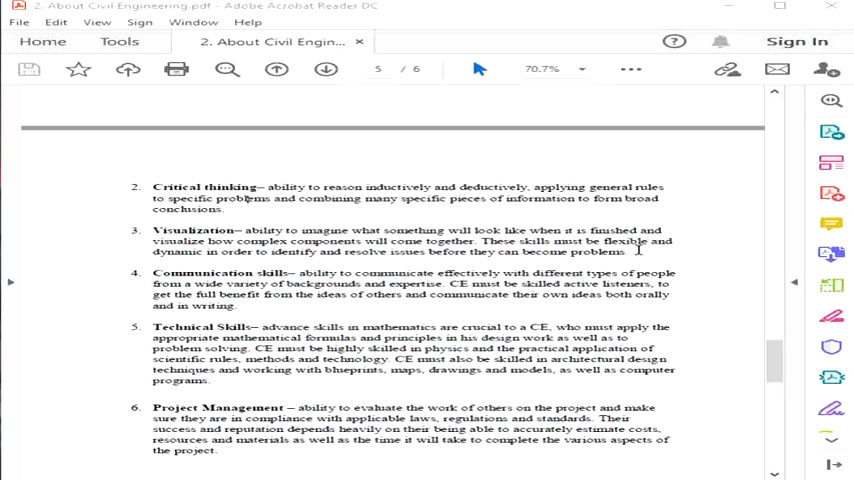 2. About Civil Engineering.pdf - Adobe Acrobat Reader DC
File Edit View Sign Window Help
Home Tools 2. About Civil Engin... × Sign In
5 / 6 70.7%
2. Critical thinking– ability to reason inductively and deductively, applying general rules
to specific problems and combining many specific pieces of information to form broad
conclusions.
3. Visualization– ability to imagine what something will look like when it is finished and
visualize how complex components will come together. These skills must be flexible and
dynamic in order to identify and resolve issues before they can become problems.
4. Communication skills– ability to communicate effectively with different types of people
from a wide variety of backgrounds and expertise. CE must be skilled active listeners, to
get the full benefit from the ideas of others and communicate their own ideas both orally
and in writing.
5. Technical Skills– advance skills in mathematics are crucial to a CE, who must apply the
appropriate mathematical formulas and principles in his design work as well as to
problem solving. CE must be highly skilled in physics and the practical application of
scientific rules, methods and technology. CE must also be skilled in architectural design
techniques and working with blueprints, maps, drawings and models, as well as computer
programs.
6. Project Management – ability to evaluate the work of others on the project and make
sure they are in compliance with applicable laws, regulations and standards. Their
success and reputation depends heavily on their being able to accurately estimate costs,
resources and materials as well as the time it will take to complete the various aspects of
the project.